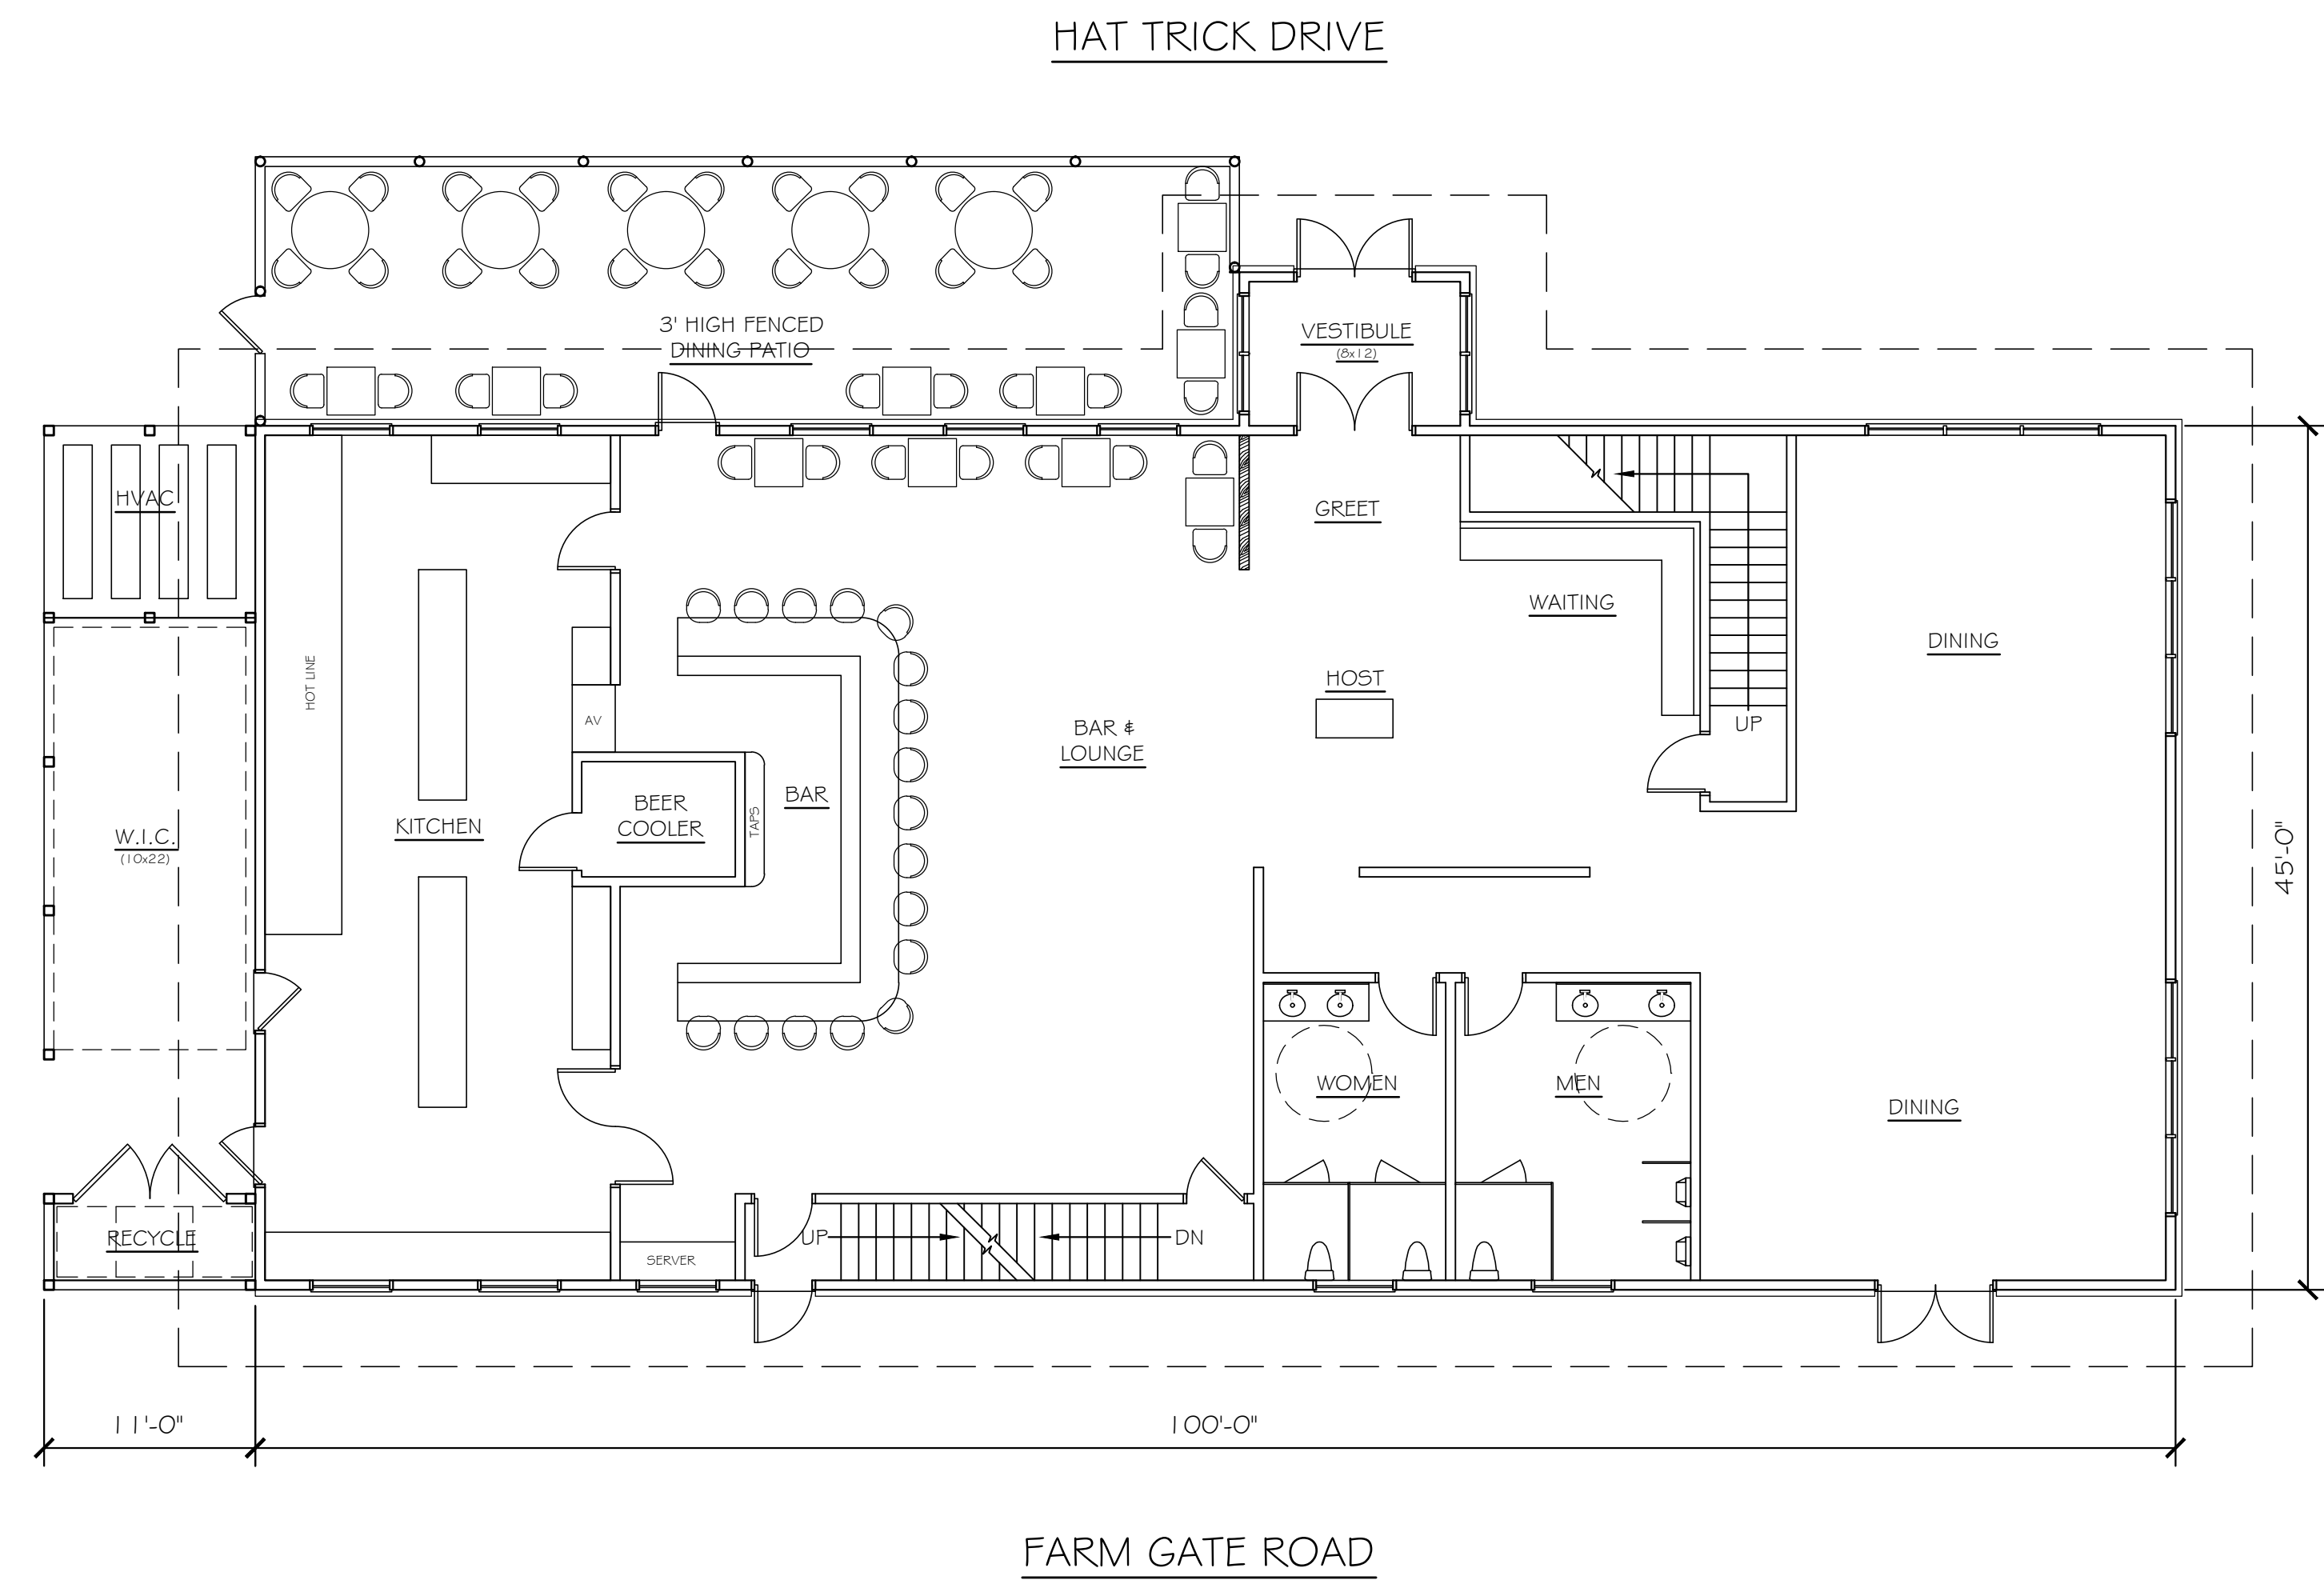 HAT TRICK DRIVE
3' HIGH FENCED
DINING PATIO
VESTIBULE
(8x12)
HVAC
GREET
WAITING
DINING
HOT LINE
HOST
AV
UP
BAR &
LOUNGE
BAR
BEER
COOLER
TAPS
KITCHEN
W.I.C.
(10x22)
45'-0"
WOMEN
MEN
DINING
RECYCLE
SERVER
UP
DN
11'-0"
100'-0"
FARM GATE ROAD